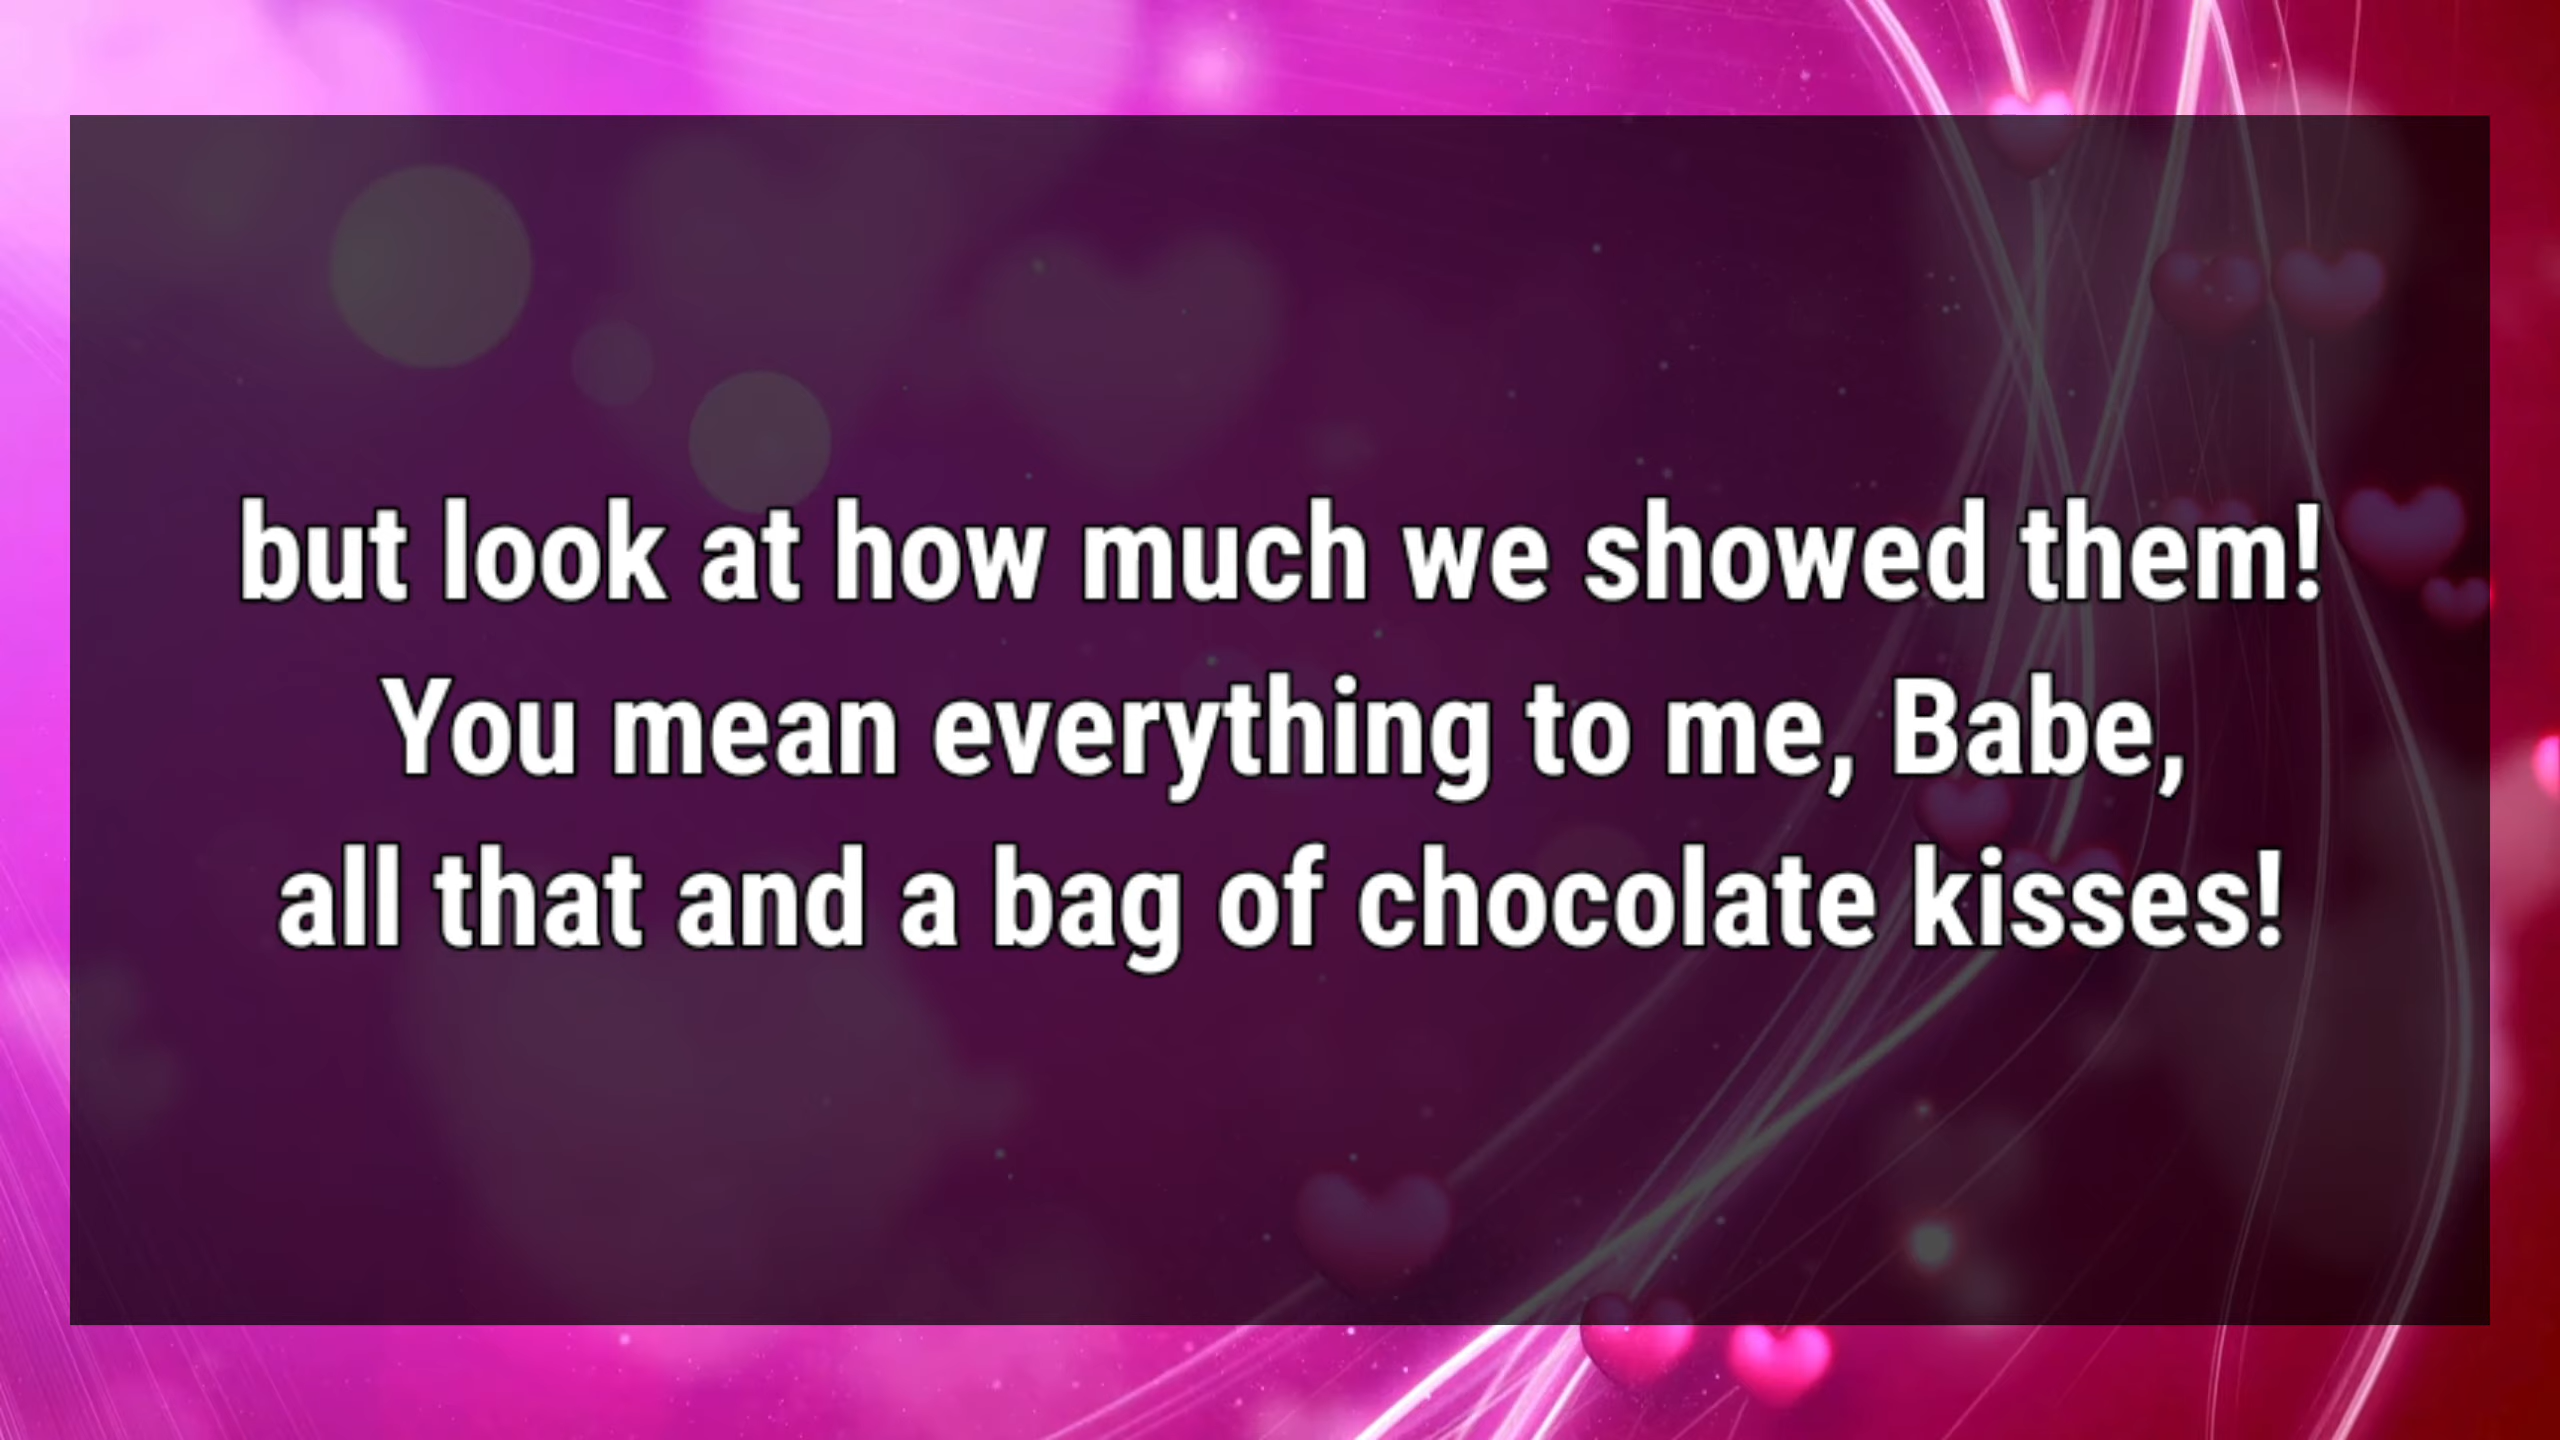 but look at how much we showed them!
You mean everything to me, Babe,
all that and a bag of chocolate kisses!